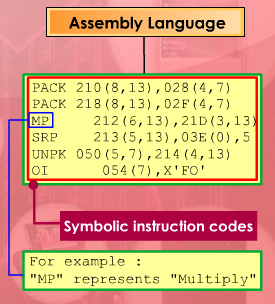 Assembly Language
PACK 210(8,13),028(4,7)
PACK 218(8,13),02F(4,7)
MP 212(6,13),21D(3,13)
SRP 213(5,13),03E(0),5
UNPK 050(5,7),214(4,13)
OI 054(7),X'FO'
Symbolic instruction codes
For example :
"MP" represents "Multiply"